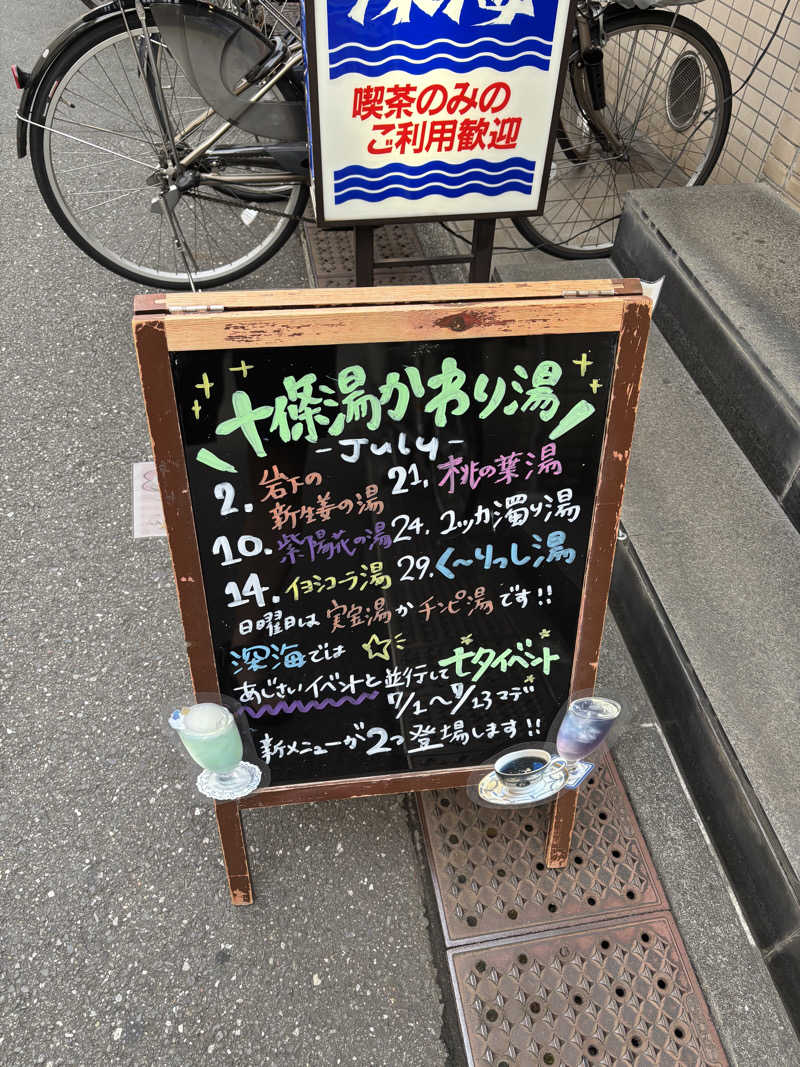 深海
喫茶のみの
ご利用歓迎
十條湯かわり湯
-July-
2. 岩下の
新生姜の湯
10. 紫陽花の湯
14. イヨシコーラ湯
21. 桃の葉湯
24. ユッカ濁り湯
29. く〜りっし湯
日曜日は 実宝湯か チンピ湯です!!
深海では
あじさいイベントと並行して七夕イベント
7/1〜7/23マデ
新メニューが2つ登場します!!